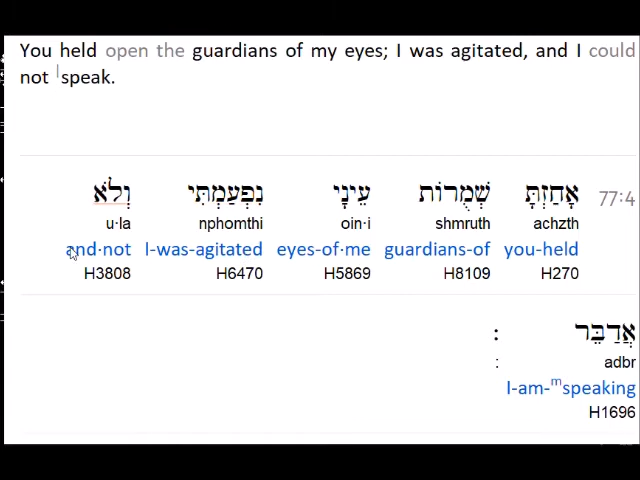 You held open the guardians of my eyes; I was agitated, and I could
not ˡspeak.
77:4 אָחַזְתָּ שְׁמֻרוֹת עֵינָי נִפְעַמְתִּי וְלֹא
u·la nphomthi oin·i shmruth achzth
and·not I-was-agitated eyes-of·me guardians-of you-held
H3808 H6470 H5869 H8109 H270
אֲדַבֵּר :
: adbr
I-am-ᵐspeaking
H1696